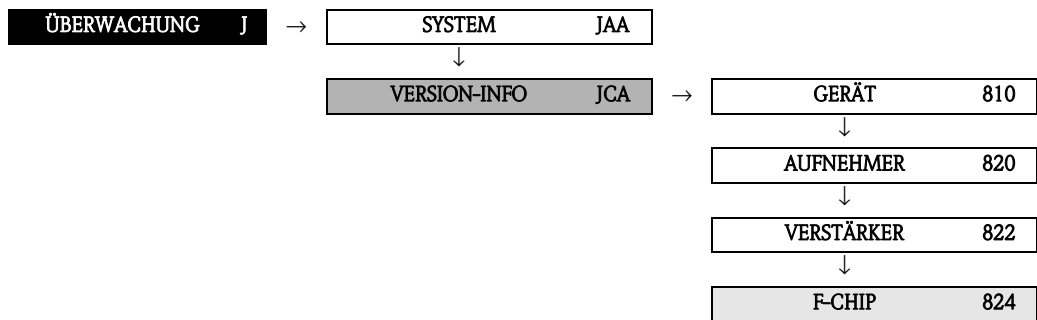 ÜBERWACHUNG J → SYSTEM JAA
↓
VERSION-INFO JCA → GERÄT 810
↓
AUFNEHMER 820
↓
VERSTÄRKER 822
↓
F-CHIP 824